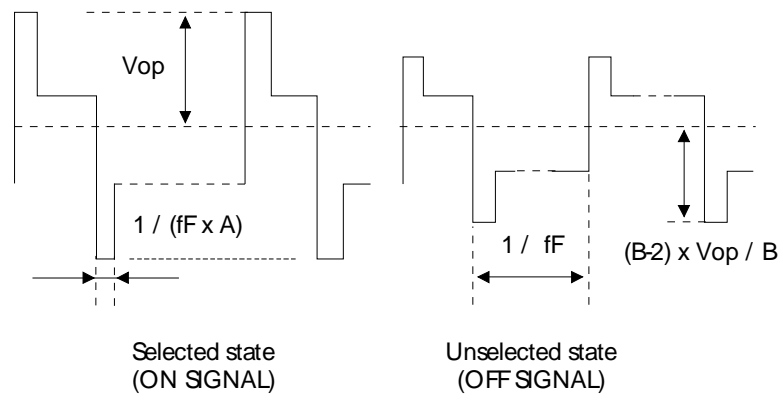 Vop
1 / (fF x A)
1 / fF
(B-2) x Vop / B
Selected state
(ON SIGNAL)
Unselected state
(OFF SIGNAL)